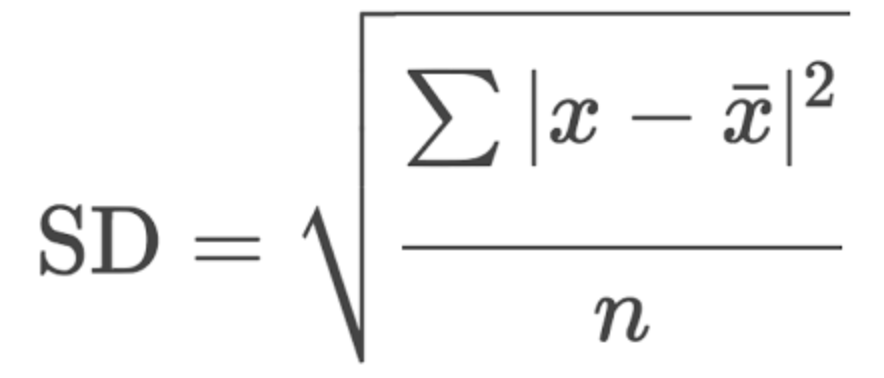 SD = √(∑|x − x̄|² / n)